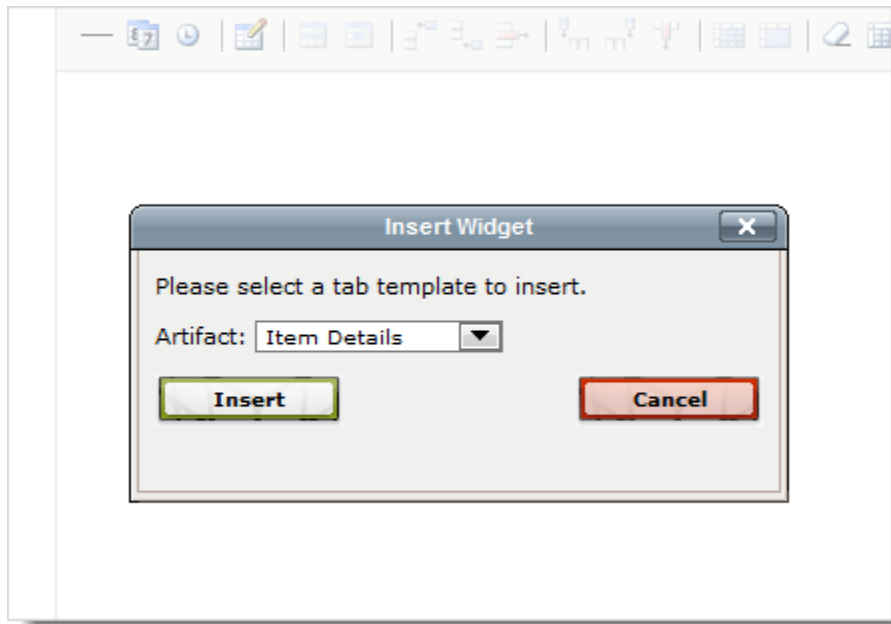 Insert Widget
Please select a tab template to insert.
Artifact: Item Details
Insert Cancel